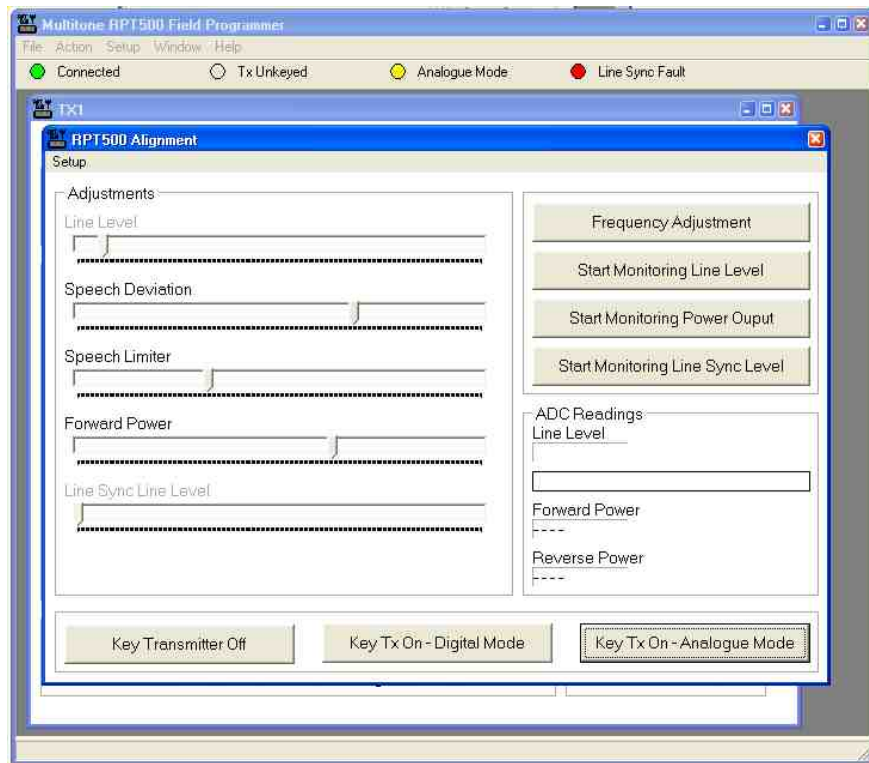 Multitone RPT500 Field Programmer
File Action Setup Window Help
Connected Tx Unkeyed Analogue Mode Line Sync Fault
TX1
RPT500 Alignment
Setup
Adjustments
Line Level
Speech Deviation
Speech Limiter
Forward Power
Line Sync Line Level
Frequency Adjustment
Start Monitoring Line Level
Start Monitoring Power Ouput
Start Monitoring Line Sync Level
ADC Readings
Line Level
Forward Power
----
Reverse Power
----
Key Transmitter Off
Key Tx On - Digital Mode
Key Tx On - Analogue Mode